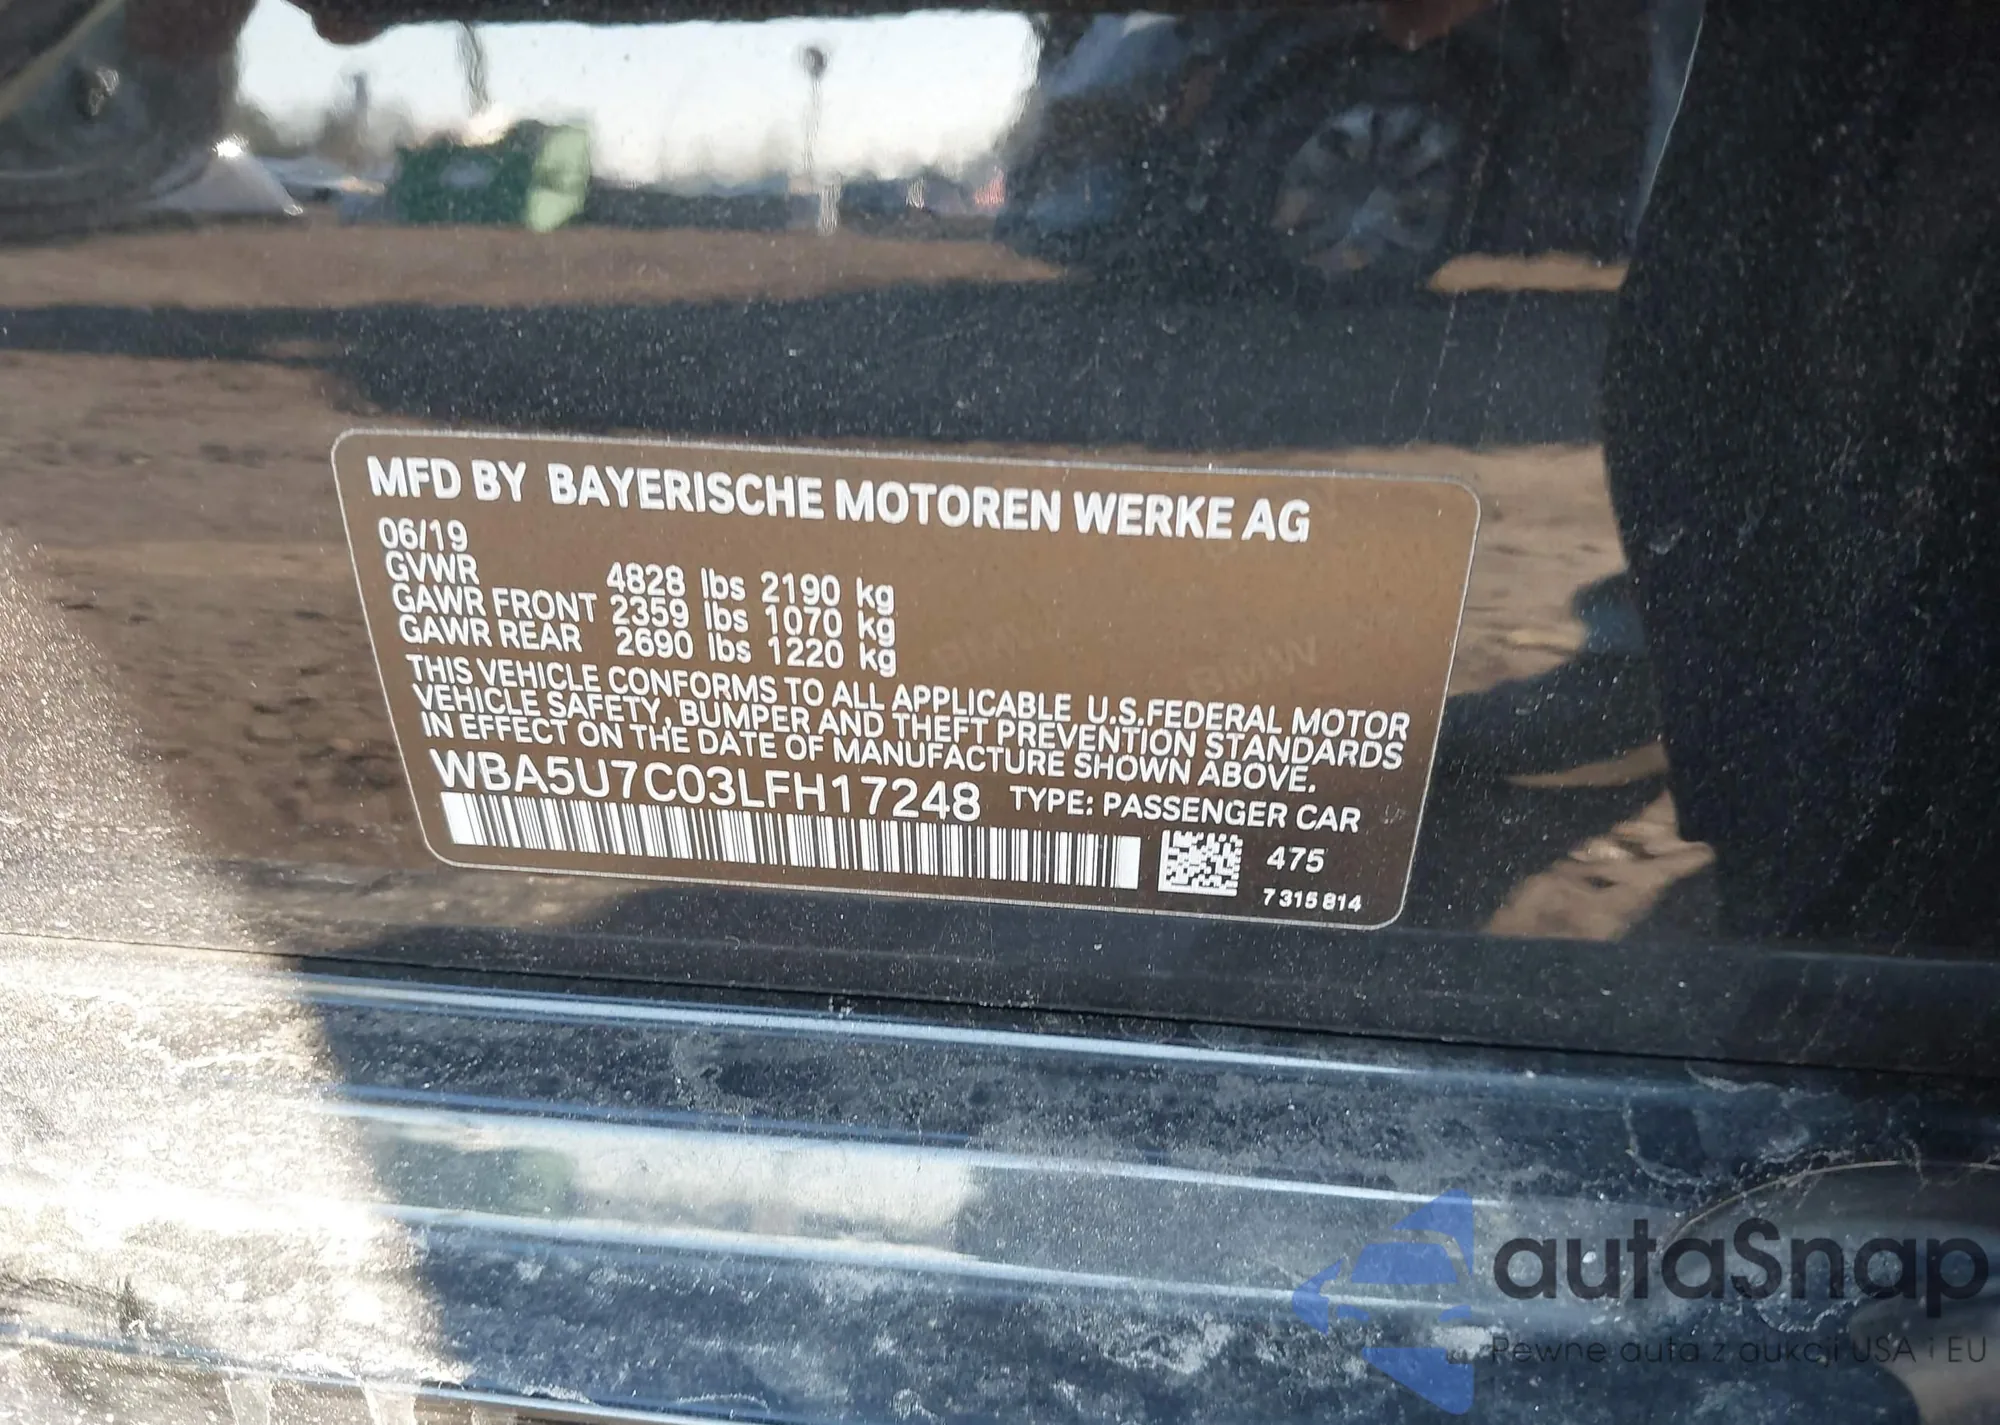 MFD BY BAYERISCHE MOTOREN WERKE AG
06/19
GVWR 4828 lbs 2190 kg
GAWR FRONT 2359 lbs 1070 kg
GAWR REAR 2690 lbs 1220 kg
THIS VEHICLE CONFORMS TO ALL APPLICABLE U.S.FEDERAL MOTOR
VEHICLE SAFETY, BUMPER AND THEFT PREVENTION STANDARDS
IN EFFECT ON THE DATE OF MANUFACTURE SHOWN ABOVE.
WBA5U7C03LFH17248 TYPE: PASSENGER CAR
475
7 315 814
BMW BMW
autaSnap
Pewne auta z aukcji USA i EU